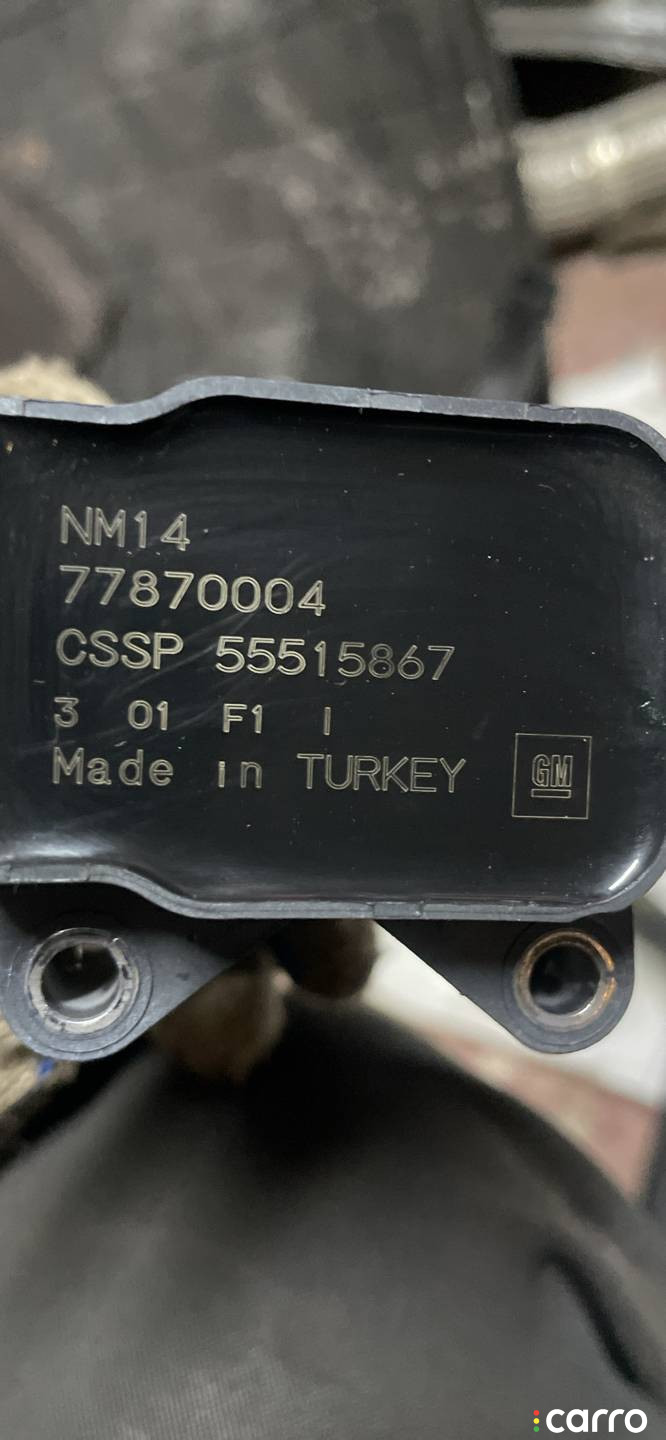 NM14
77870004
CSSP 55515867
3 01 F1 I
Made in TURKEY
GM
carro